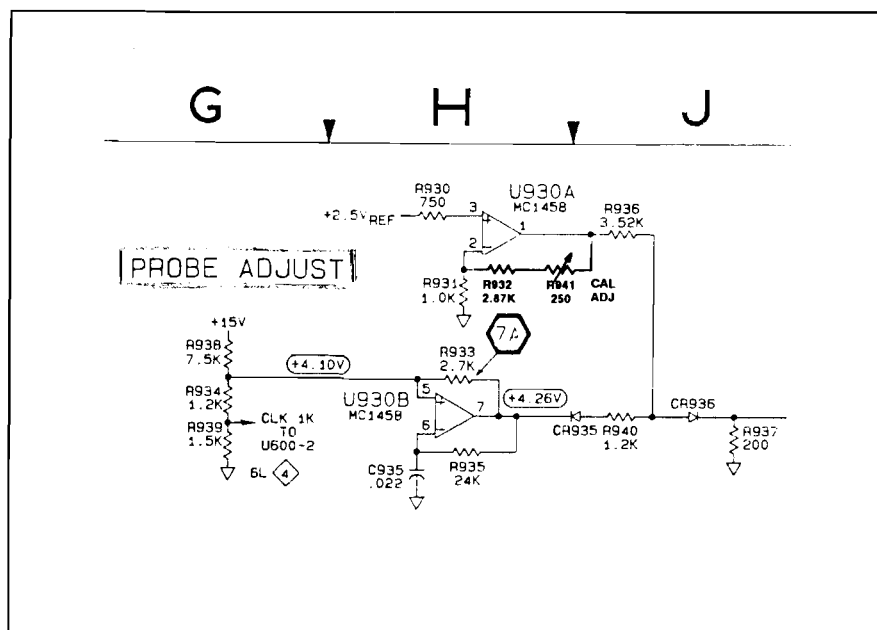 G H J
U930A
MC1458
R930
750
3
1
2
+2.5V REF
R936
3.52K
PROBE ADJUST
R931
1.0K
R932
2.87K
R941
250
CAL
ADJ
+15V
R938
7.5K
7A
R933
2.7K
+4.10V
R934
1.2K
U930B
MC1458
5
7
6
+4.26V
CR935
R940
1.2K
CR936
R937
200
R939
1.5K
CLK 1K
TO
U600-2
6L 4
C935
.022
R935
24K